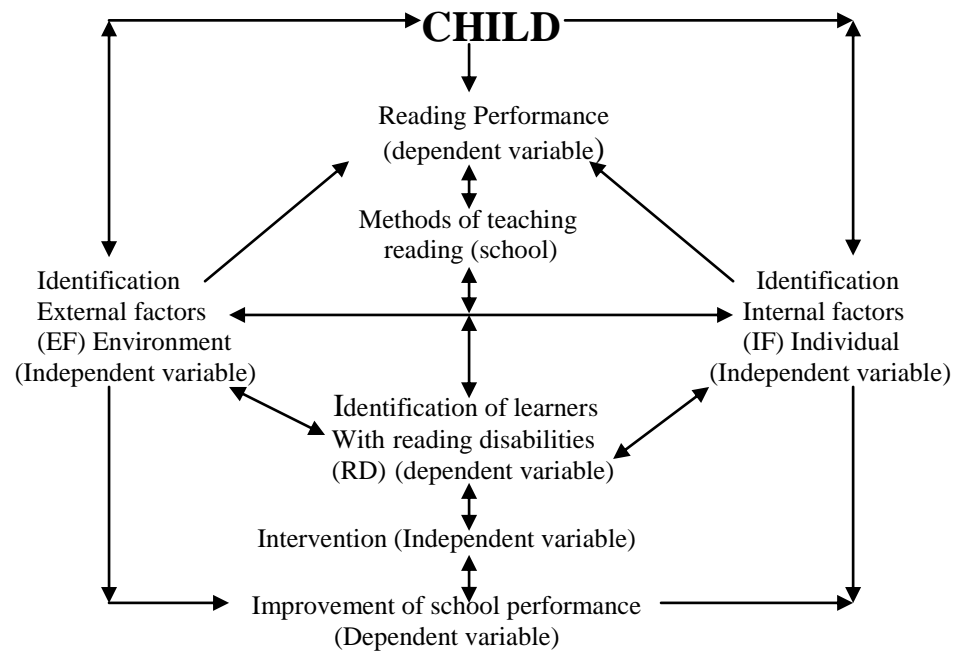 CHILD
Reading Performance
(dependent variable)
Methods of teaching
reading (school)
Identification
External factors
(EF) Environment
(Independent variable)
Identification
Internal factors
(IF) Individual
(Independent variable)
Identification of learners
With reading disabilities
(RD) (dependent variable)
Intervention (Independent variable)
Improvement of school performance
(Dependent variable)